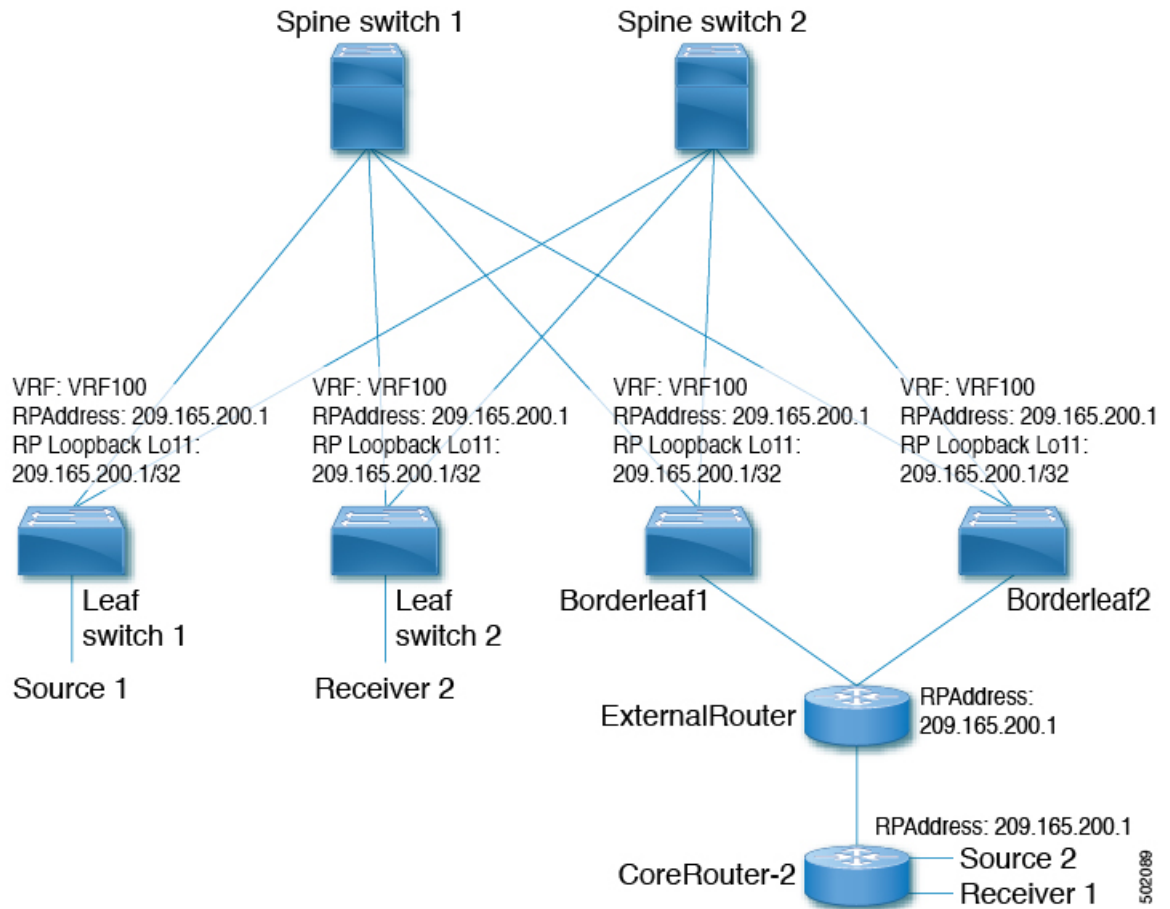 Spine switch 1
Spine switch 2
VRF: VRF100
RPAddress: 209.165.200.1
RP Loopback Lo11:
209.165.200.1/32
VRF: VRF100
RPAddress: 209.165.200.1
RP Loopback Lo11:
209.165.200.1/32
VRF: VRF100
RPAddress: 209.165.200.1
RP Loopback Lo11:
209.165.200.1/32
VRF: VRF100
RPAddress: 209.165.200.1
RP Loopback Lo11:
209.165.200.1/32
Leaf
switch 1
Leaf
switch 2
Borderleaf1
Borderleaf2
Source 1
Receiver 2
ExternalRouter
RPAddress:
209.165.200.1
RPAddress: 209.165.200.1
CoreRouter-2
Source 2
Receiver 1
502089